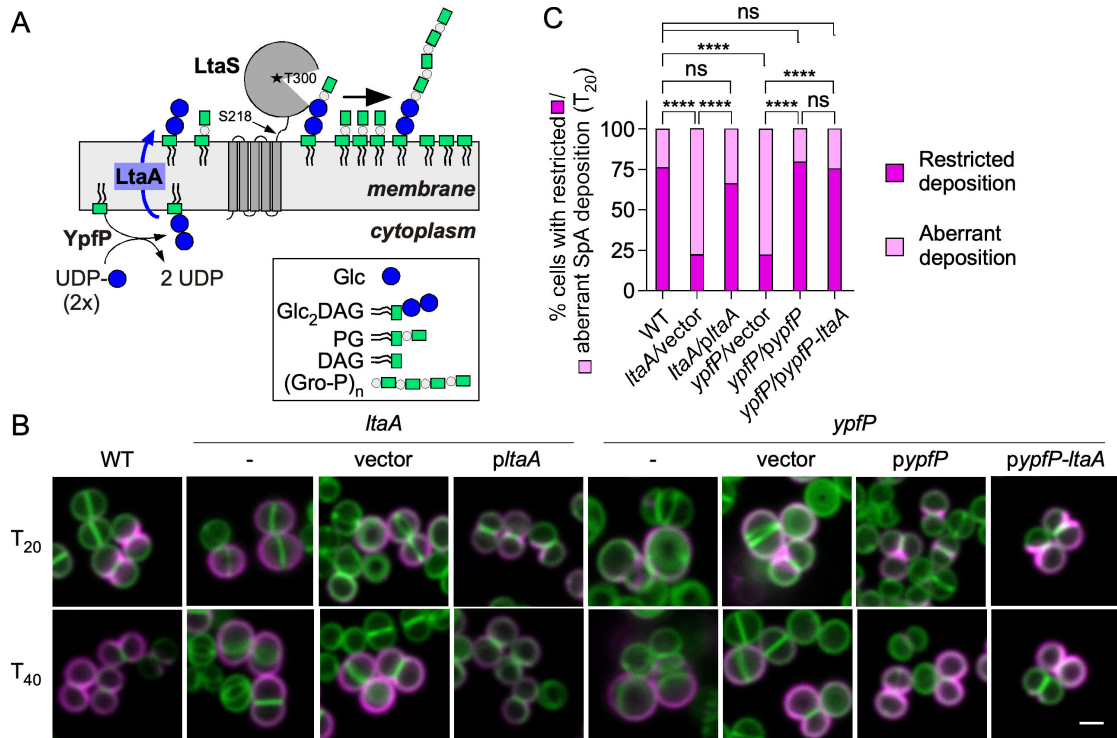 A
LtaS
T300
S218
LtaA
membrane
cytoplasm
YpfP
UDP-
(2x)
2 UDP
Glc
Glc2DAG
PG
DAG
(Gro-P)n
C
ns
ns
****
ns
****
**** ****
**** ns
% cells with restricted /
aberrant SpA deposition (T20)
100
75
50
25
0
WT
ltaA/vector
ltaA/pltaA
ypfP/vector
ypfP/pypfP
ypfP/pypfP-ltaA
Restricted
deposition
Aberrant
deposition
B
ltaA
ypfP
WT - vector pltaA - vector pypfP pypfP-ltaA
T20
T40